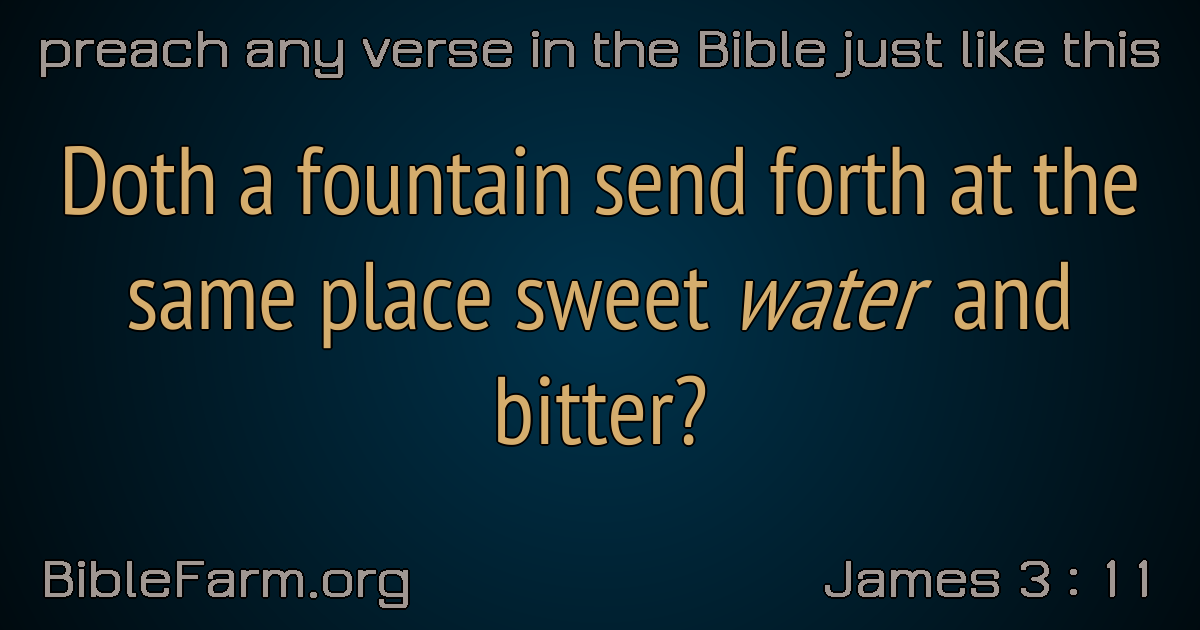 preach any verse in the Bible just like this
Doth a fountain send forth at the
same place sweet water and
bitter?
BibleFarm.org
James 3 : 11